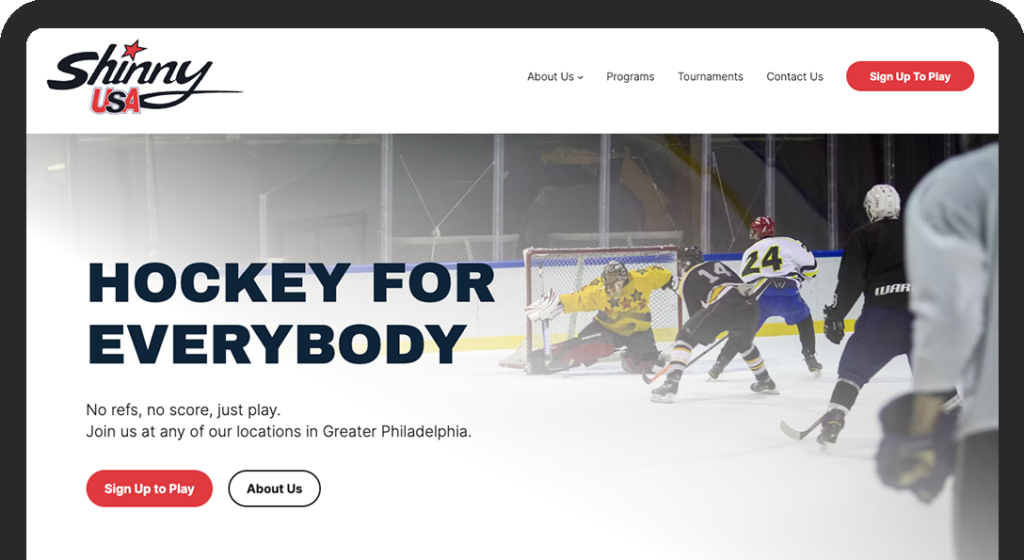 Shinny
USA
About Us
Programs
Tournaments
Contact Us
Sign Up To Play
HOCKEY FOR
EVERYBODY
No refs, no score, just play.
Join us at any of our locations in Greater Philadelphia.
Sign Up to Play
About Us
14
24